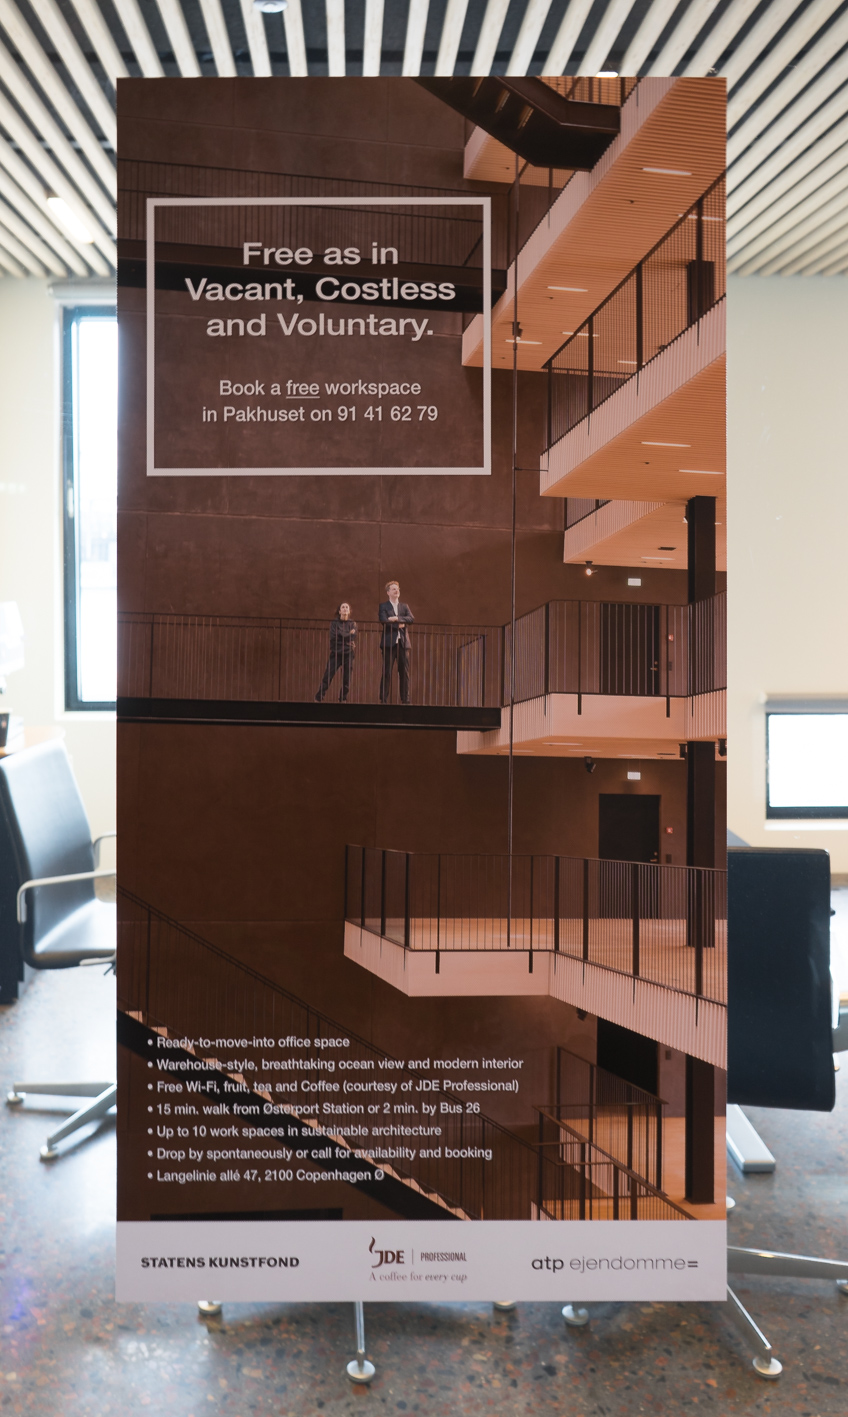 Free as in
Vacant, Costless
and Voluntary.
Book a free workspace
in Pakhuset on 91 41 62 79
• Ready-to-move-into office space
• Warehouse-style, breathtaking ocean view and modern interior
• Free Wi-Fi, fruit, tea and Coffee (courtesy of JDE Professional)
• 15 min. walk from Østerport Station or 2 min. by Bus 26
• Up to 10 work spaces in sustainable architecture
• Drop by spontaneously or call for availability and booking
• Langelinie allé 47, 2100 Copenhagen Ø
STATENS KUNSTFOND
JDE | PROFESSIONAL
A coffee for every cup
atp ejendomme=